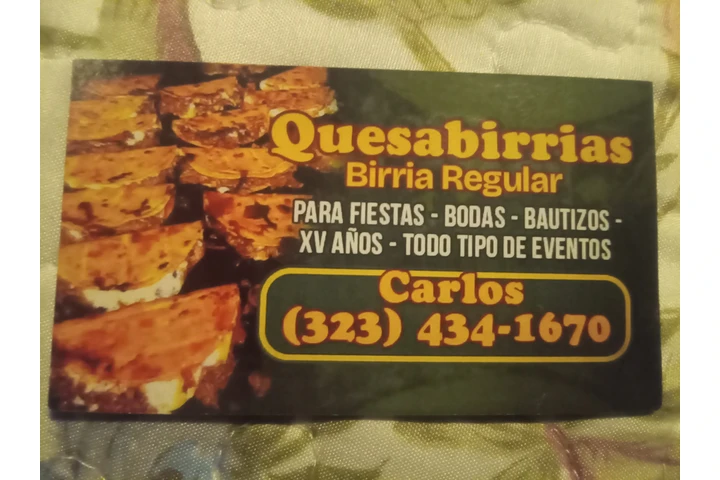 Quesabirrias
Birria Regular
PARA FIESTAS - BODAS - BAUTIZOS -
XV AÑOS - TODO TIPO DE EVENTOS
Carlos
(323) 434-1670